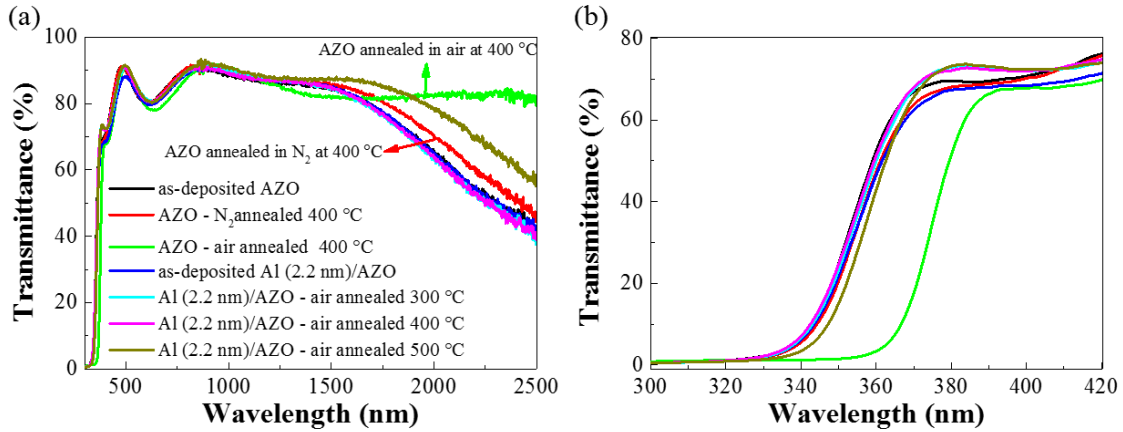 (a)
100
80
60
40
20
0
Transmittance (%)
AZO annealed in air at 400 °C
AZO annealed in N2 at 400 °C
as-deposited AZO
AZO - N2annealed 400 °C
AZO - air annealed 400 °C
as-deposited Al (2.2 nm)/AZO
Al (2.2 nm)/AZO - air annealed 300 °C
Al (2.2 nm)/AZO - air annealed 400 °C
Al (2.2 nm)/AZO - air annealed 500 °C
500 1000 1500 2000 2500
Wavelength (nm)
(b)
80
60
40
20
0
Transmittance (%)
300 320 340 360 380 400 420
Wavelength (nm)